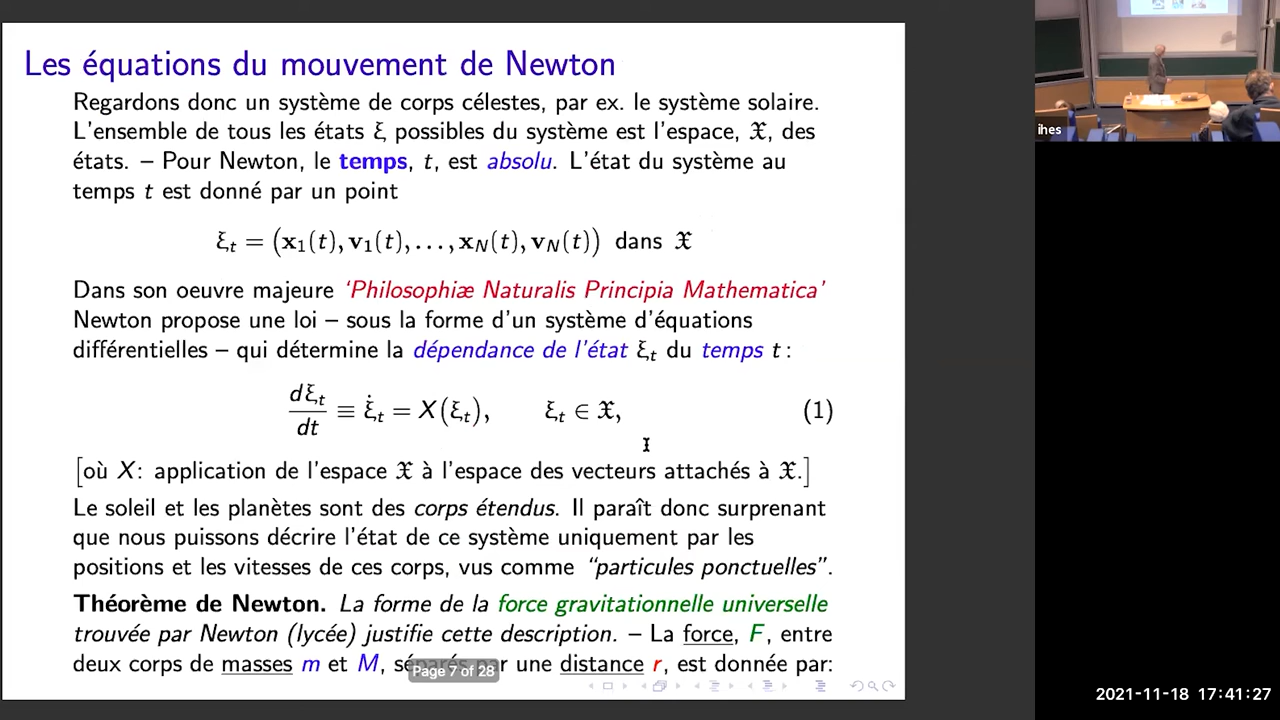 Les équations du mouvement de Newton
Regardons donc un système de corps célestes, par ex. le système solaire.
L'ensemble de tous les états ξ possibles du système est l'espace, 𝔛, des
états. – Pour Newton, le temps, t, est absolu. L'état du système au
temps t est donné par un point
ξₜ = (x₁(t), v₁(t), . . . , x_N(t), v_N(t)) dans 𝔛
Dans son oeuvre majeure 'Philosophiæ Naturalis Principia Mathematica'
Newton propose une loi – sous la forme d'un système d'équations
différentielles – qui détermine la dépendance de l'état ξₜ du temps t :
dξₜ/dt ≡ ξ̇ₜ = X(ξₜ), ξₜ ∈ 𝔛, (1)
[où X: application de l'espace 𝔛 à l'espace des vecteurs attachés à 𝔛.]
Le soleil et les planètes sont des corps étendus. Il paraît donc surprenant
que nous puissons décrire l'état de ce système uniquement par les
positions et les vitesses de ces corps, vus comme “particules ponctuelles”.
Théorème de Newton. La forme de la force gravitationnelle universelle
trouvée par Newton (lycée) justifie cette description. – La force, F, entre
deux corps de masses m et M, séparés par une distance r, est donnée par:
Page 7 of 28
ihes
2021-11-18 17:41:27